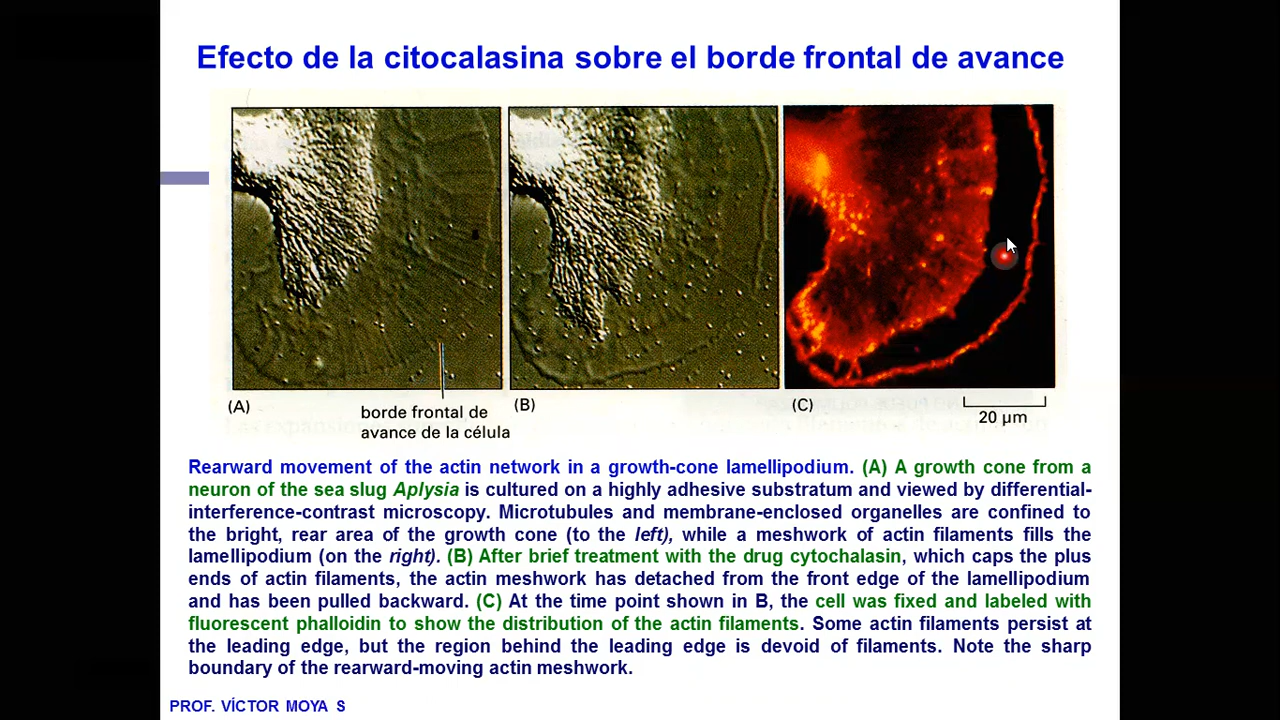 Efecto de la citocalasina sobre el borde frontal de avance
(A)
borde frontal de
avance de la célula
(B)
(C)
20 µm
Rearward movement of the actin network in a growth-cone lamellipodium. (A) A growth cone from a
neuron of the sea slug Aplysia is cultured on a highly adhesive substratum and viewed by differential-
interference-contrast microscopy. Microtubules and membrane-enclosed organelles are confined to
the bright, rear area of the growth cone (to the left), while a meshwork of actin filaments fills the
lamellipodium (on the right). (B) After brief treatment with the drug cytochalasin, which caps the plus
ends of actin filaments, the actin meshwork has detached from the front edge of the lamellipodium
and has been pulled backward. (C) At the time point shown in B, the cell was fixed and labeled with
fluorescent phalloidin to show the distribution of the actin filaments. Some actin filaments persist at
the leading edge, but the region behind the leading edge is devoid of filaments. Note the sharp
boundary of the rearward-moving actin meshwork.
PROF. VÍCTOR MOYA S